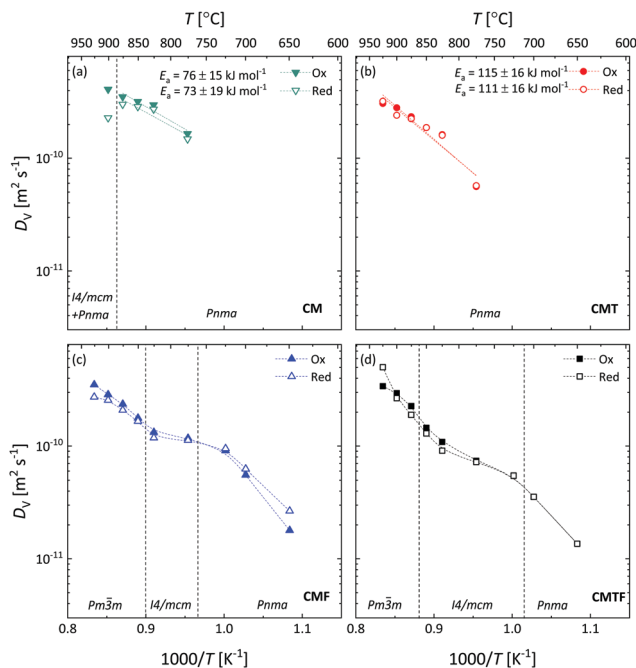 T [°C]
950 900 850 800 750 700 650 600
950 900 850 800 750 700 650 600
(a)
Eₐ = 76 ± 15 kJ mol⁻¹
Eₐ = 73 ± 19 kJ mol⁻¹
Ox
Red
10⁻¹⁰
10⁻¹¹
D_V [m² s⁻¹]
I4/mcm
+Pnma
Pnma
CM
(b)
Eₐ = 115 ± 16 kJ mol⁻¹
Eₐ = 111 ± 16 kJ mol⁻¹
Ox
Red
Pnma
CMT
(c)
Ox
Red
10⁻¹⁰
10⁻¹¹
D_V [m² s⁻¹]
Pm3̄m
I4/mcm
Pnma
CMF
0.8 0.9 1.0 1.1
1000/T [K⁻¹]
(d)
Ox
Red
Pm3̄m
I4/mcm
Pnma
CMTF
0.8 0.9 1.0 1.1
1000/T [K⁻¹]
T [°C]